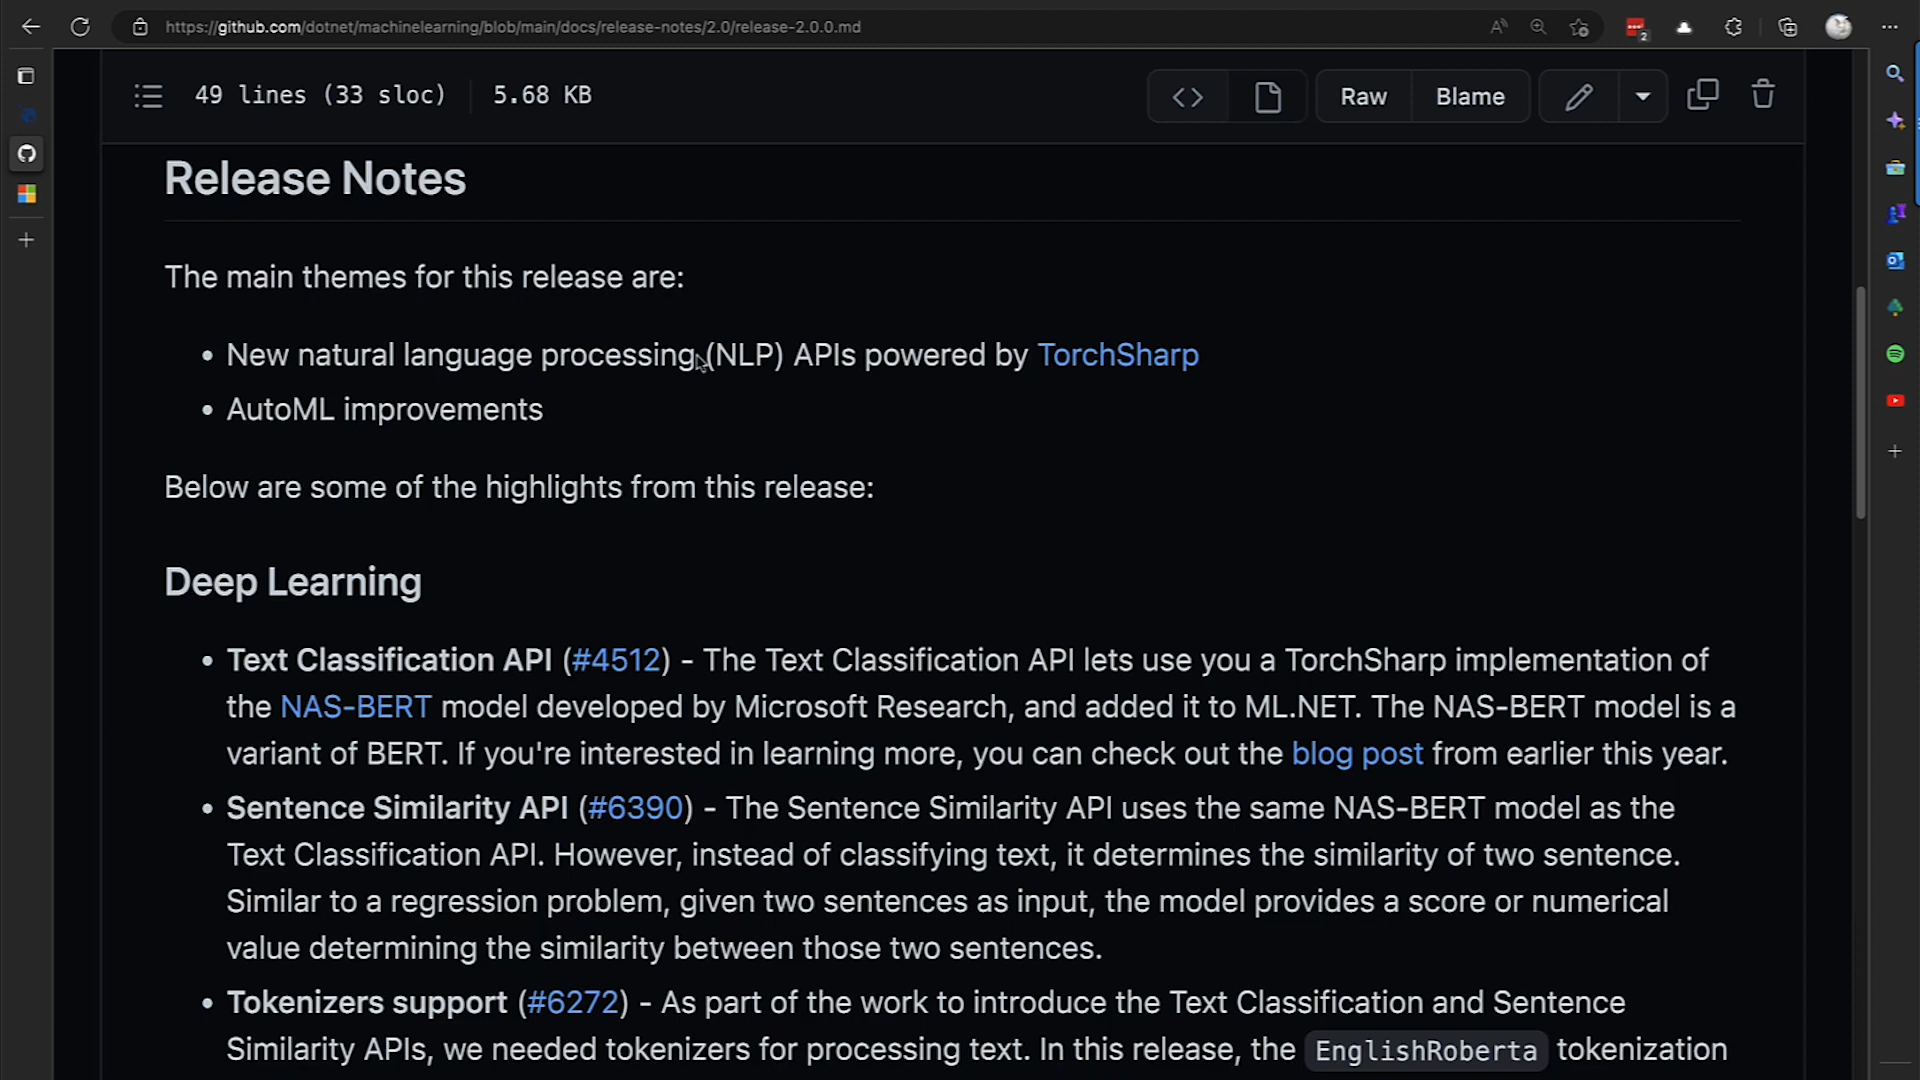 https://github.com/dotnet/machinelearning/blob/main/docs/release-notes/2.0/release-2.0.0.md
2
49 lines (33 sloc) 5.68 KB
Raw Blame
Release Notes
The main themes for this release are:
• New natural language processing (NLP) APIs powered by TorchSharp
• AutoML improvements
Below are some of the highlights from this release:
Deep Learning
• Text Classification API (#4512) - The Text Classification API lets use you a TorchSharp implementation of
the NAS-BERT model developed by Microsoft Research, and added it to ML.NET. The NAS-BERT model is a
variant of BERT. If you're interested in learning more, you can check out the blog post from earlier this year.
• Sentence Similarity API (#6390) - The Sentence Similarity API uses the same NAS-BERT model as the
Text Classification API. However, instead of classifying text, it determines the similarity of two sentence.
Similar to a regression problem, given two sentences as input, the model provides a score or numerical
value determining the similarity between those two sentences.
• Tokenizers support (#6272) - As part of the work to introduce the Text Classification and Sentence
Similarity APIs, we needed tokenizers for processing text. In this release, the EnglishRoberta tokenization